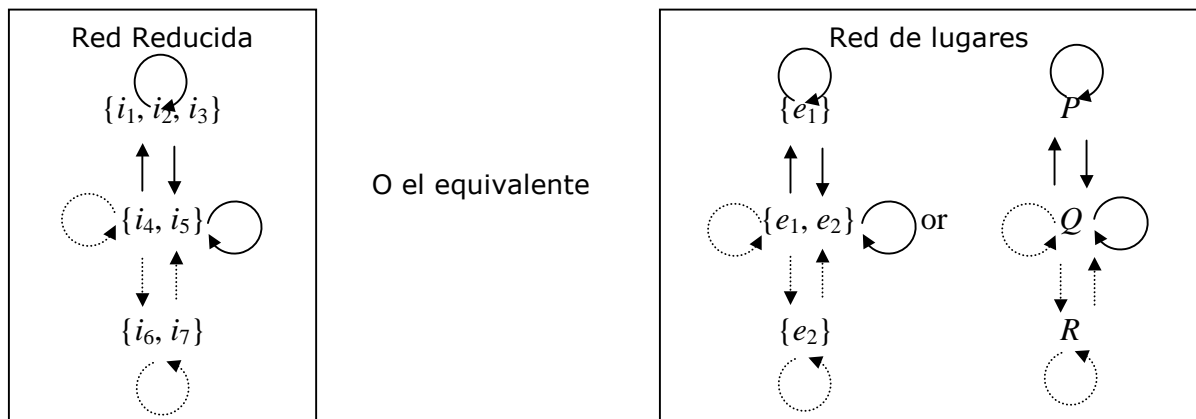 Red Reducida
{i₁, i₂, i₃}
{i₄, i₅}
{i₆, i₇}
O el equivalente
Red de lugares
{e₁} P
{e₁, e₂} or Q
{e₂} R